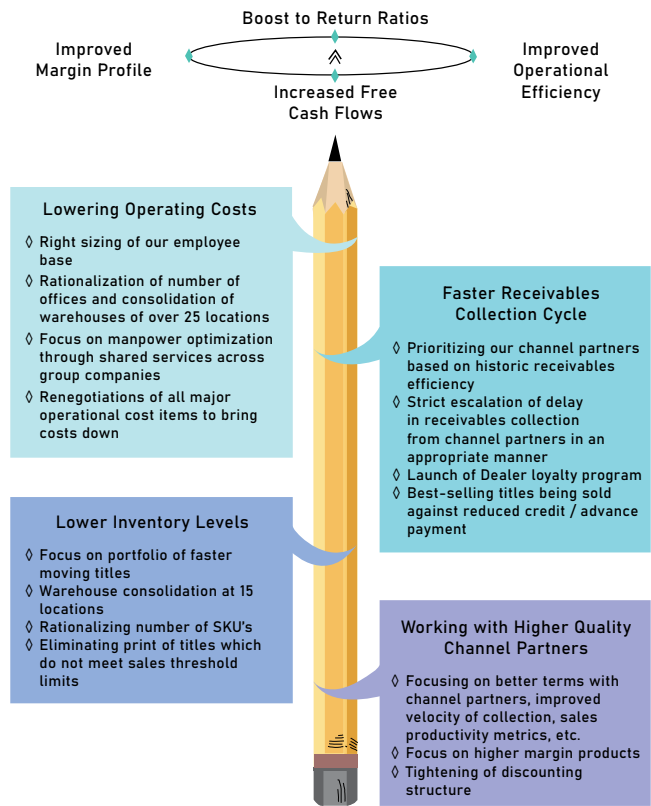 Boost to Return Ratios
Improved
Margin Profile
Improved
Operational
Efficiency
Increased Free
Cash Flows
Lowering Operating Costs
◊ Right sizing of our employee
base
◊ Rationalization of number of
offices and consolidation of
warehouses of over 25 locations
◊ Focus on manpower optimization
through shared services across
group companies
◊ Renegotiations of all major
operational cost items to bring
costs down
Faster Receivables
Collection Cycle
◊ Prioritizing our channel partners
based on historic receivables
efficiency
◊ Strict escalation of delay
in receivables collection
from channel partners in an
appropriate manner
◊ Launch of Dealer loyalty program
◊ Best-selling titles being sold
against reduced credit / advance
payment
Lower Inventory Levels
◊ Focus on portfolio of faster
moving titles
◊ Warehouse consolidation at 15
locations
◊ Rationalizing number of SKU's
◊ Eliminating print of titles which
do not meet sales threshold
limits
Working with Higher Quality
Channel Partners
◊ Focusing on better terms with
channel partners, improved
velocity of collection, sales
productivity metrics, etc.
◊ Focus on higher margin products
◊ Tightening of discounting
structure